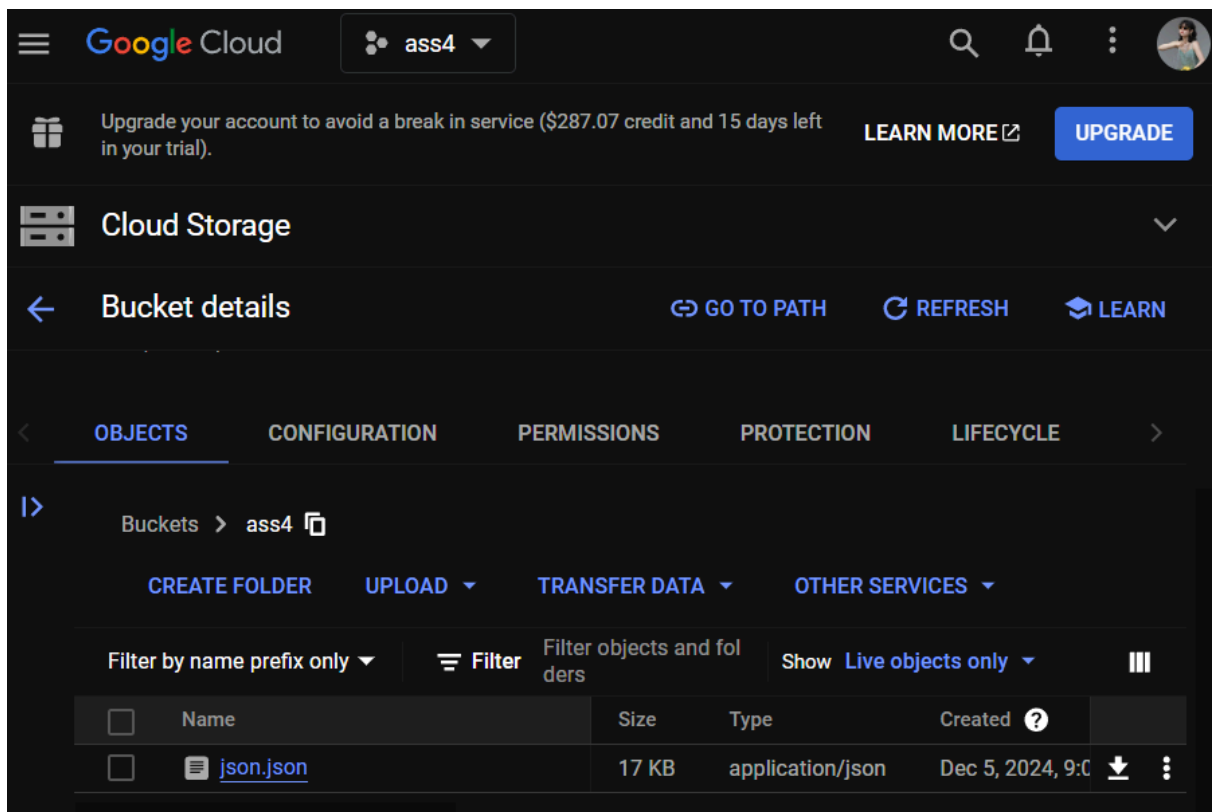 Google Cloud
ass4
Upgrade your account to avoid a break in service ($287.07 credit and 15 days left
in your trial).
LEARN MORE
UPGRADE
Cloud Storage
Bucket details
GO TO PATH
REFRESH
LEARN
OBJECTS
CONFIGURATION
PERMISSIONS
PROTECTION
LIFECYCLE
Buckets > ass4
CREATE FOLDER
UPLOAD
TRANSFER DATA
OTHER SERVICES
Filter by name prefix only
Filter
Filter objects and fol
ders
Show Live objects only
Name Size Type Created
json.json 17 KB application/json Dec 5, 2024, 9:0